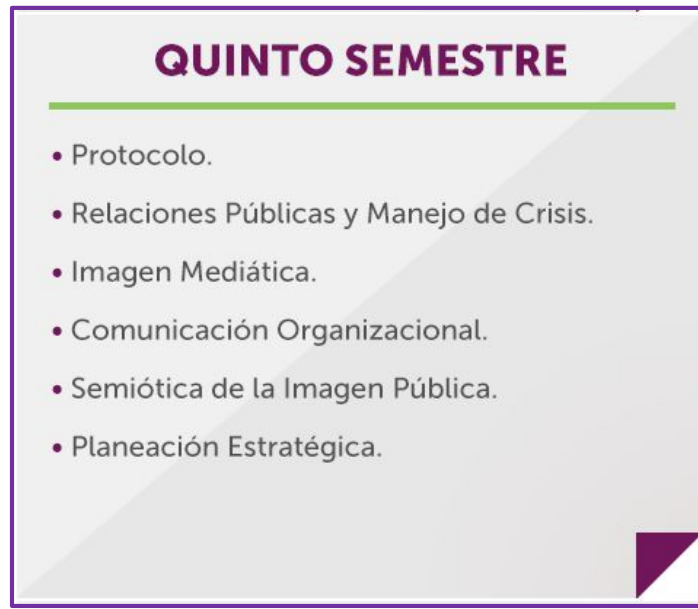 QUINTO SEMESTRE
• Protocolo.
• Relaciones Públicas y Manejo de Crisis.
• Imagen Mediática.
• Comunicación Organizacional.
• Semiótica de la Imagen Pública.
• Planeación Estratégica.